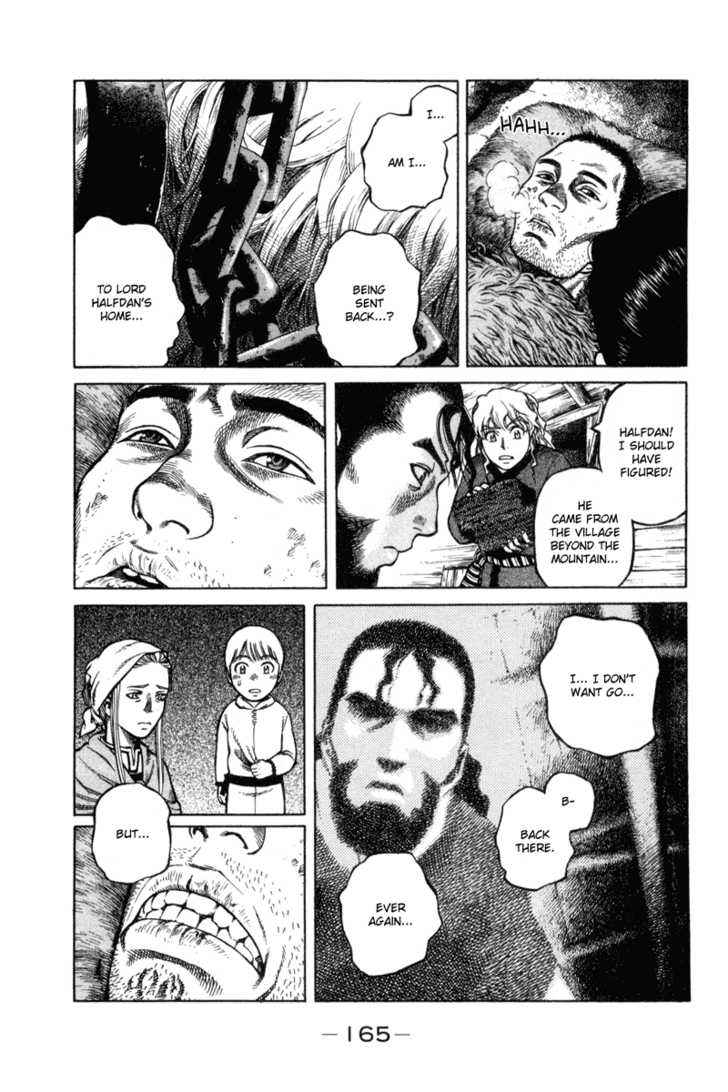 HAHH...
I...
AM I...
BEING
SENT
BACK...?
TO LORD
HALFDAN'S
HOME...
HALFDAN!
I SHOULD
HAVE
FIGURED!
HE
CAME FROM
THE VILLAGE
BEYOND THE
MOUNTAIN...
I... I DON'T
WANT GO...
B-
BACK
THERE.
EVER
AGAIN...
BUT...
—165—